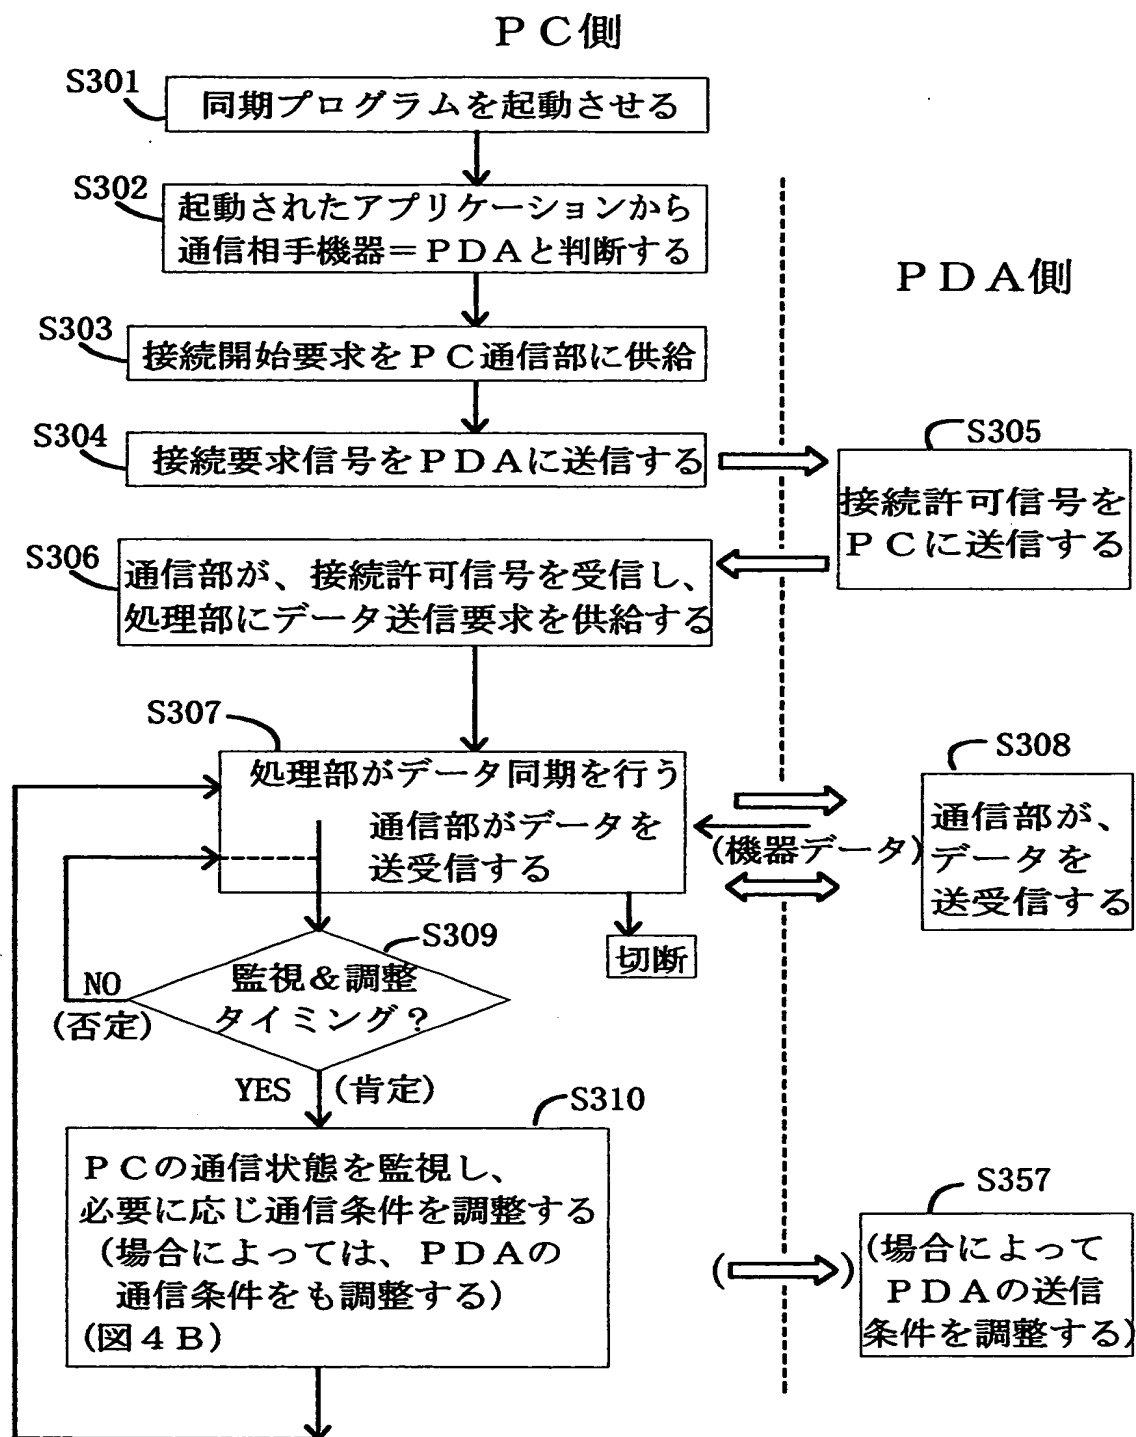 ＰＣ側
S301
同期プログラムを起動させる
S302
起動されたアプリケーションから
通信相手機器＝ＰＤＡと判断する
ＰＤＡ側
S303
接続開始要求をＰＣ通信部に供給
S304
接続要求信号をＰＤＡに送信する
S305
接続許可信号を
ＰＣに送信する
S306
通信部が、接続許可信号を受信し、
処理部にデータ送信要求を供給する
S307
処理部がデータ同期を行う
通信部がデータを
送受信する
(機器データ)
S308
通信部が、
データを
送受信する
切断
S309
監視＆調整
タイミング？
NO
(否定)
YES (肯定)
S310
ＰＣの通信状態を監視し、
必要に応じ通信条件を調整する
(場合によっては、ＰＤＡの
通信条件をも調整する)
(図４Ｂ)
( )
S357
(場合によって
ＰＤＡの送信
条件を調整する)